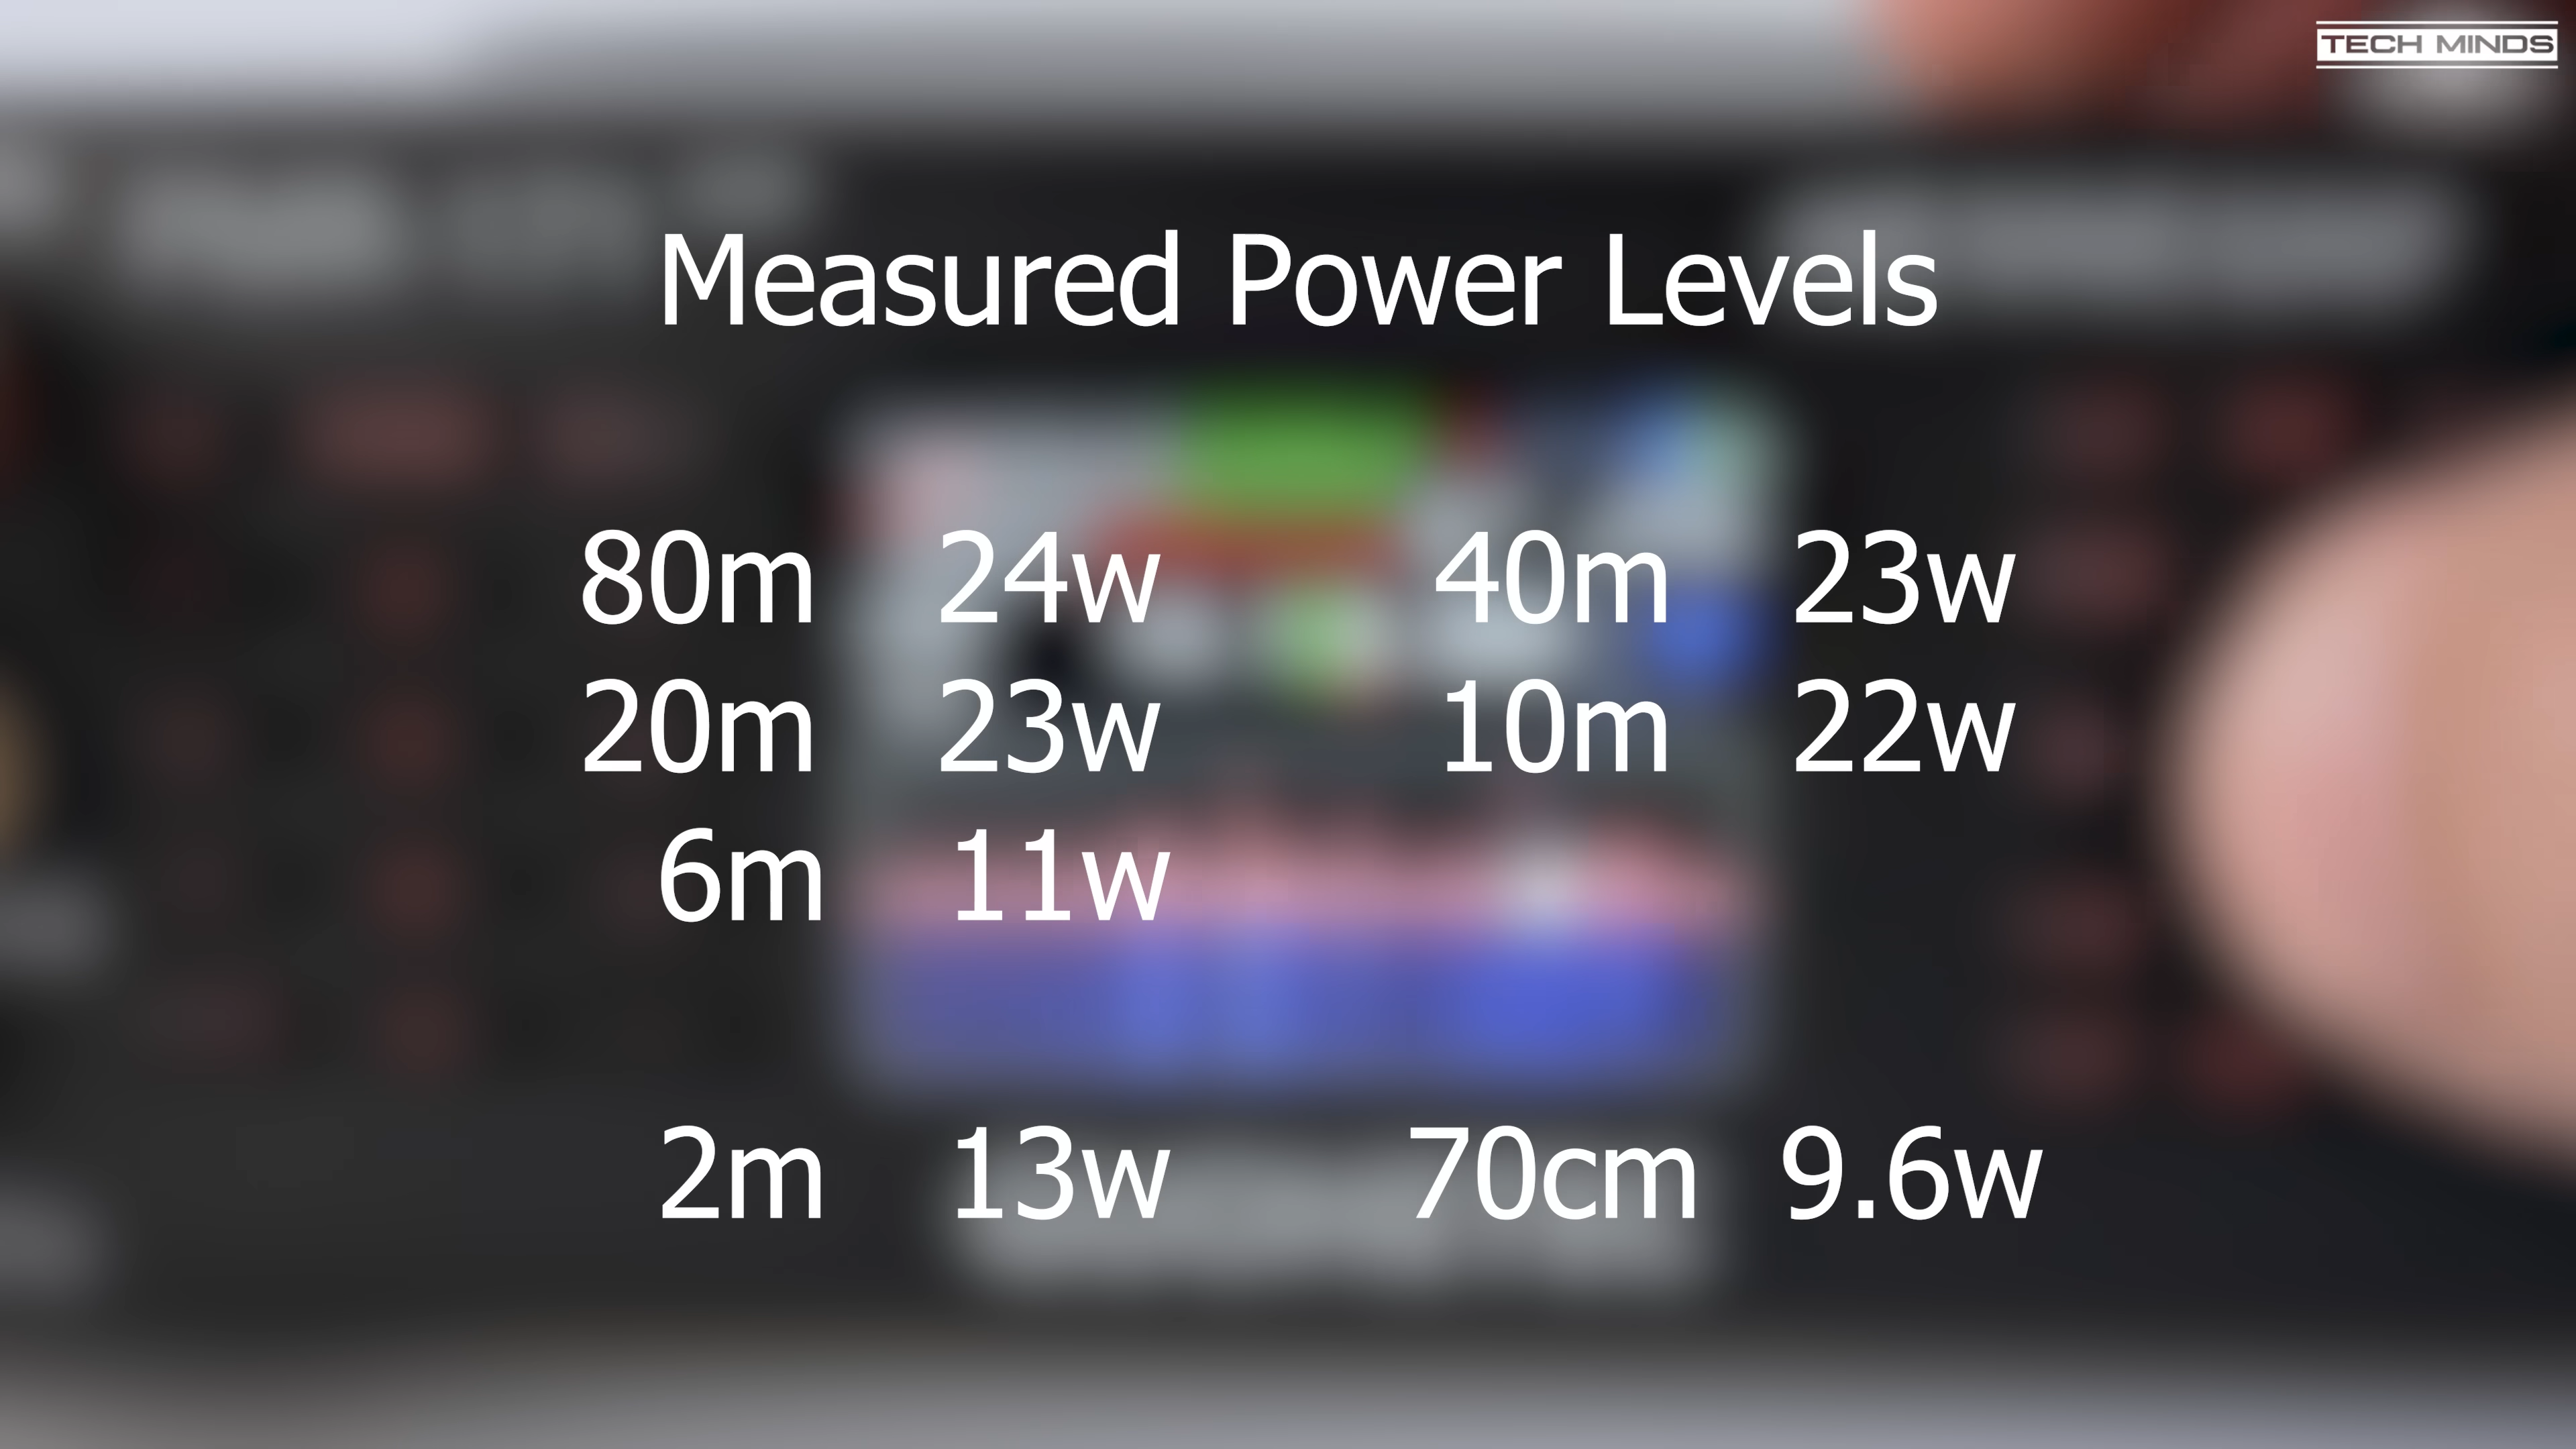 TECH MINDS
Measured Power Levels
80m 24w 40m 23w
20m 23w 10m 22w
6m 11w
2m 13w 70cm 9.6w